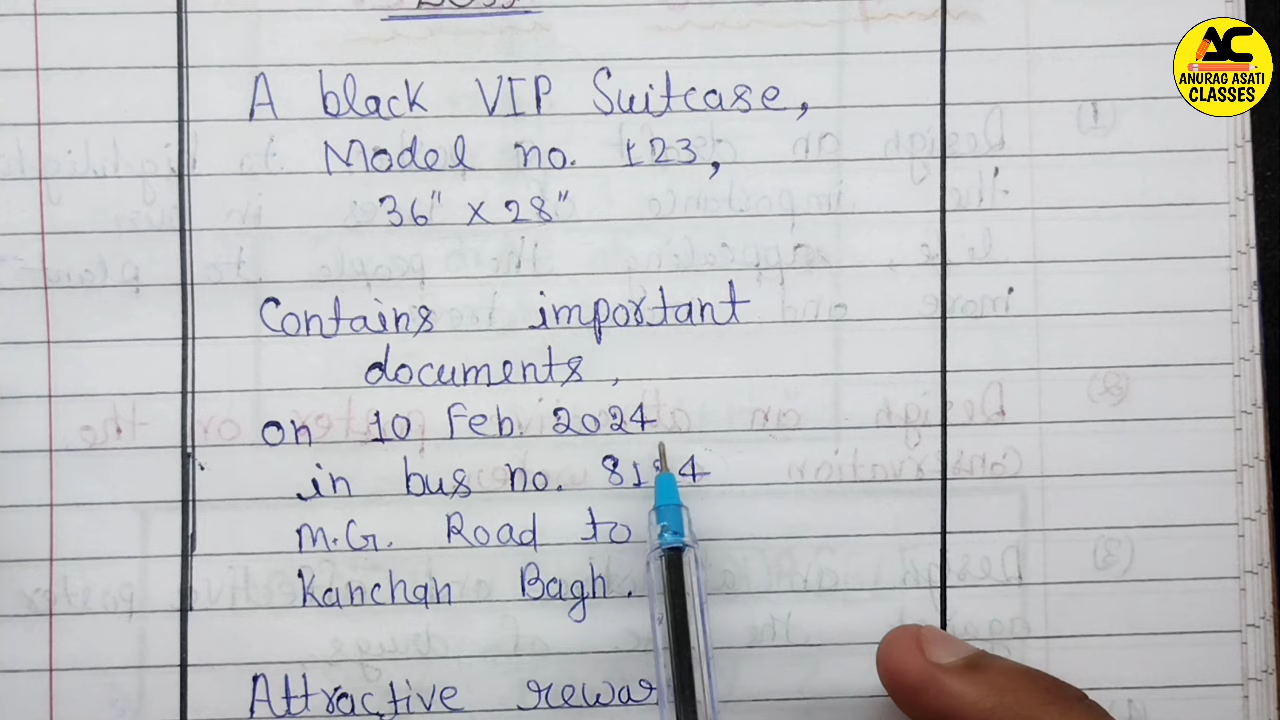 A black VIP Suitcase,
Model no. 123,
36" x 28"
Contains important
documents,
on 10 Feb. 2024
in bus no.
M.G. Road to
Kanchan Bagh.
Attractive
AC
ANURAG ASATI
CLASSES